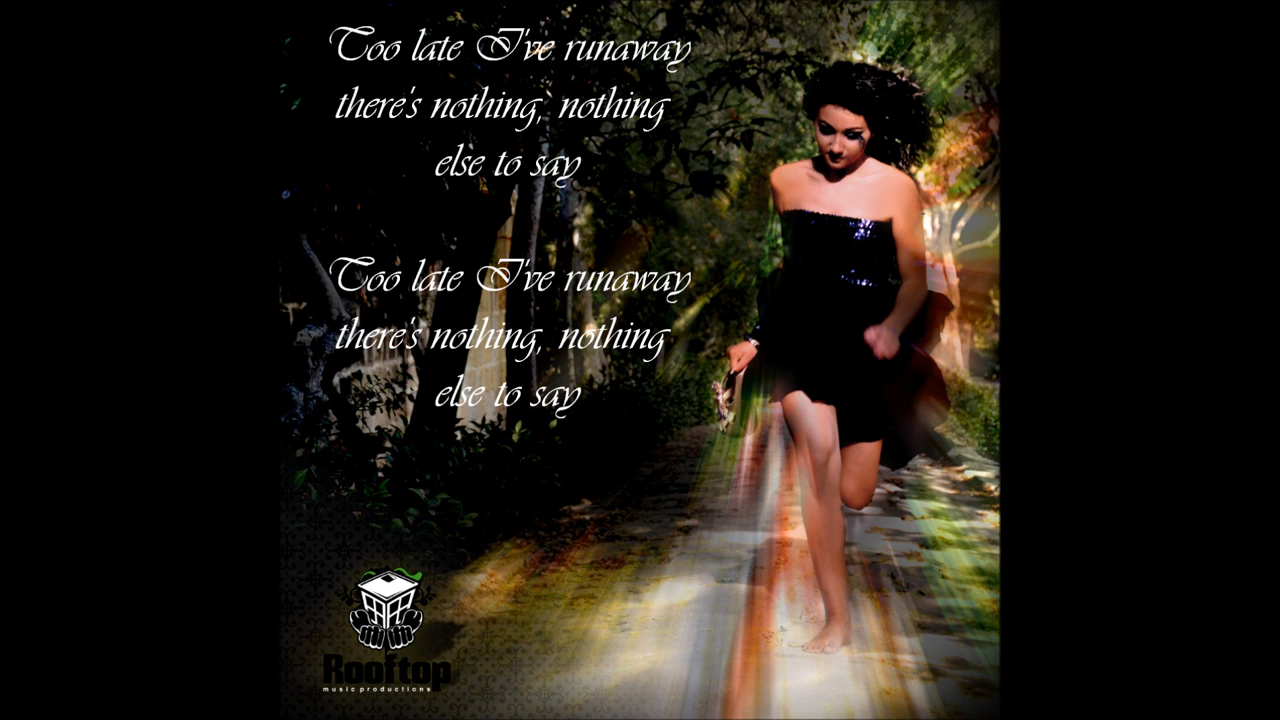 Too late I've runaway
there's nothing, nothing
else to say
Too late I've runaway
there's nothing, nothing
else to say
Rooftop
music productions